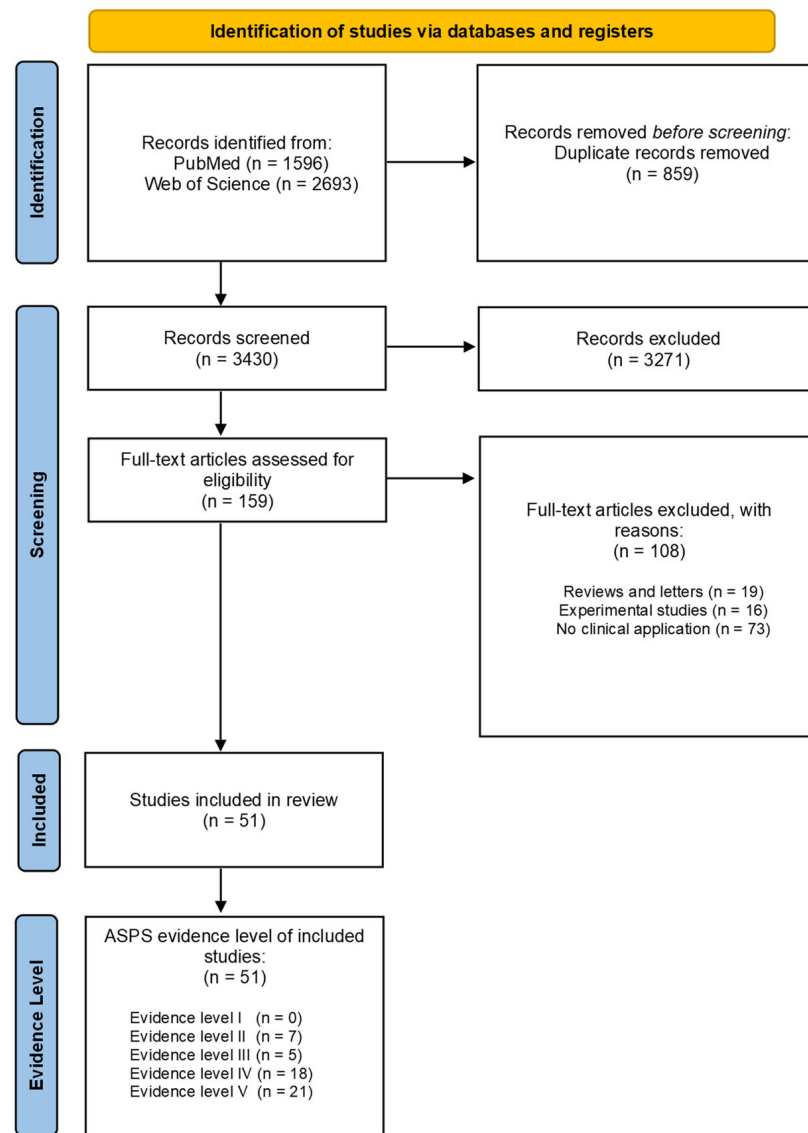 Identification of studies via databases and registers
Identification
Records identified from:
PubMed (n = 1596)
Web of Science (n = 2693)
Records removed before screening:
Duplicate records removed
(n = 859)
Screening
Records screened
(n = 3430)
Records excluded
(n = 3271)
Full-text articles assessed for
eligibility
(n = 159)
Full-text articles excluded, with
reasons:
(n = 108)
Reviews and letters (n = 19)
Experimental studies (n = 16)
No clinical application (n = 73)
Included
Studies included in review
(n = 51)
Evidence Level
ASPS evidence level of included
studies:
(n = 51)
Evidence level I (n = 0)
Evidence level II (n = 7)
Evidence level III (n = 5)
Evidence level IV (n = 18)
Evidence level V (n = 21)